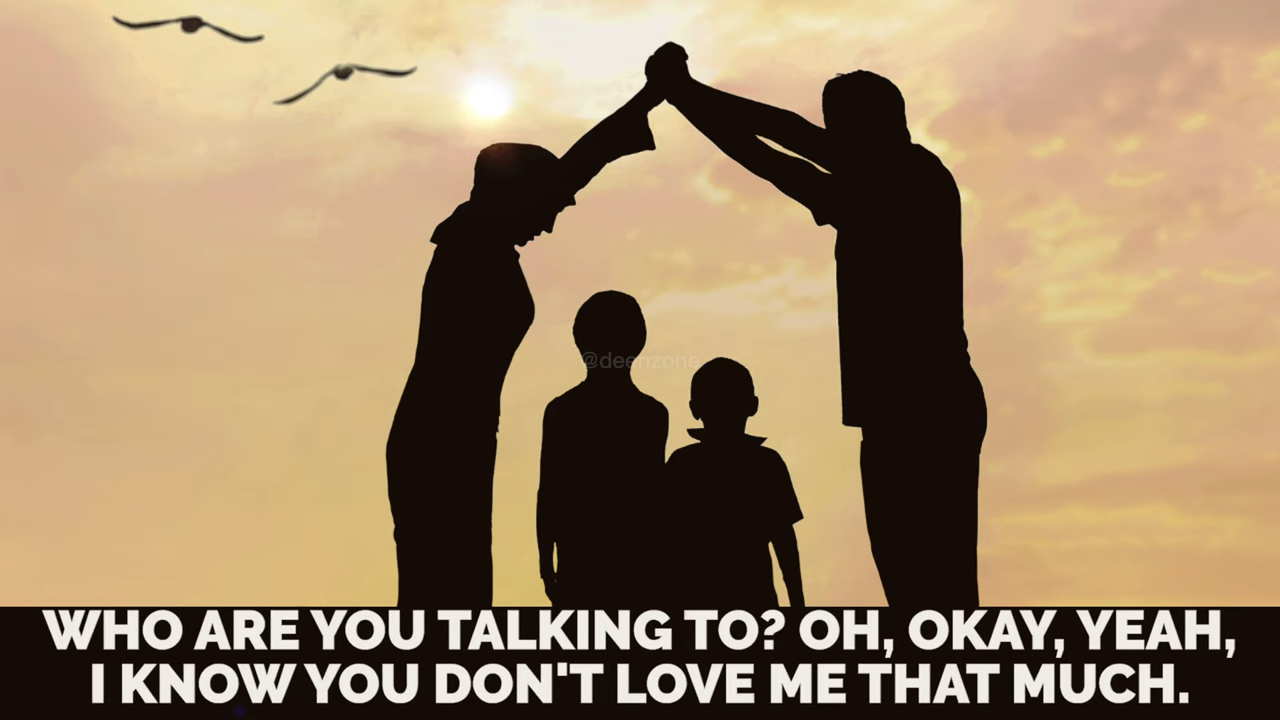 @deenzone
WHO ARE YOU TALKING TO? OH, OKAY, YEAH,
I KNOW YOU DON'T LOVE ME THAT MUCH.